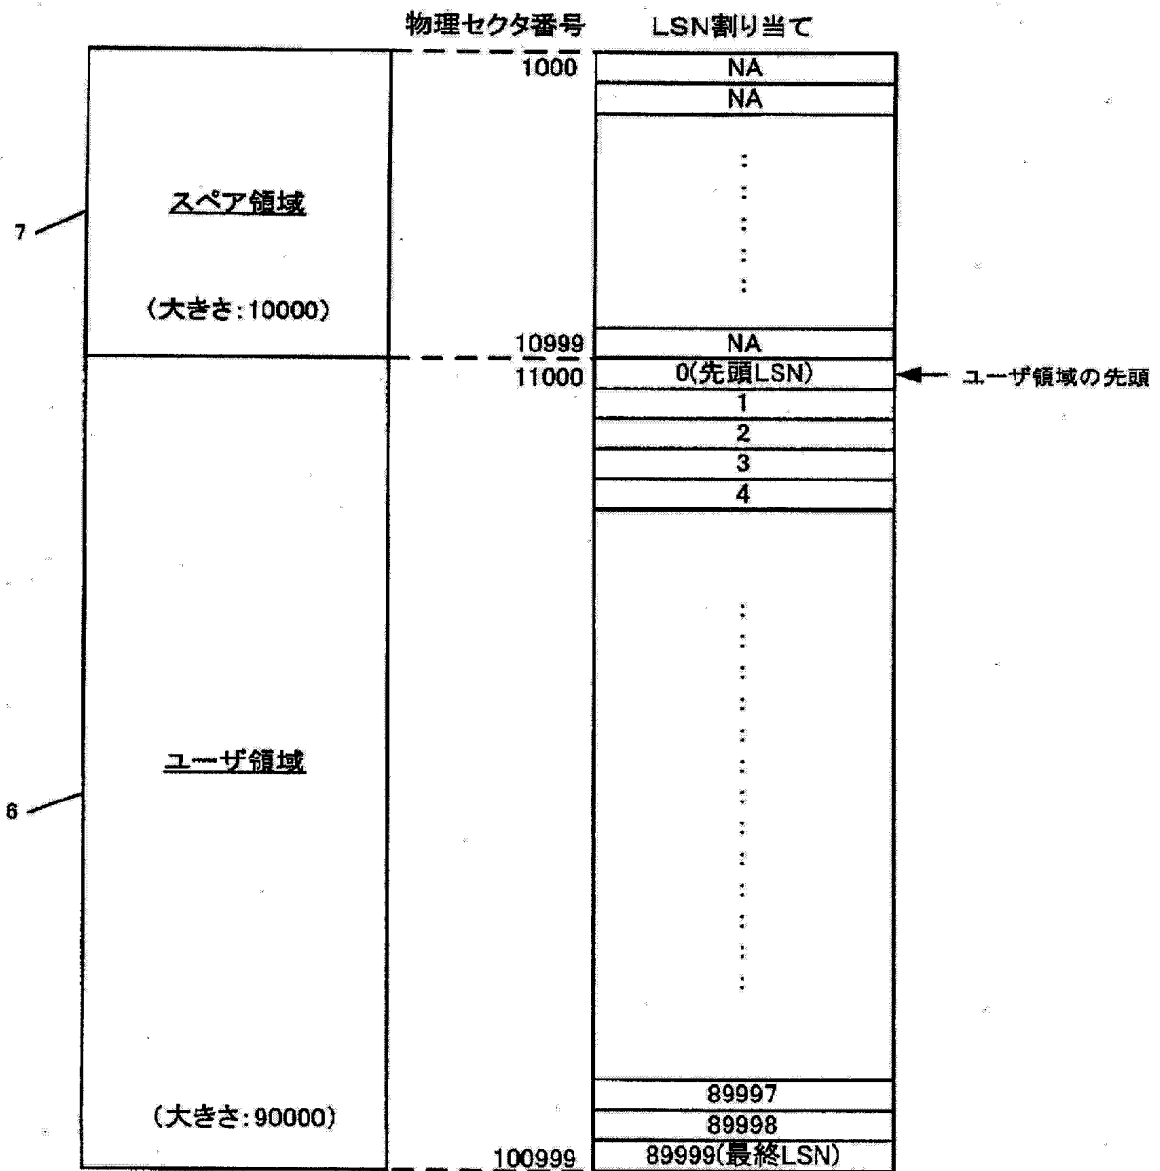 物理セクタ番号 LSN割り当て
1000 NA
NA
スペア領域
7
(大きさ:10000)
10999 NA
11000 0(先頭LSN) ユーザ領域の先頭
1
2
3
4
ユーザ領域
6
89997
(大きさ:90000) 89998
100999 89999(最終LSN)